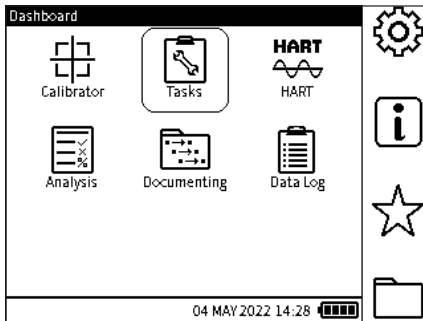 Dashboard
HART
Calibrator Tasks HART
Analysis Documenting Data Log
04 MAY 2022 14:28